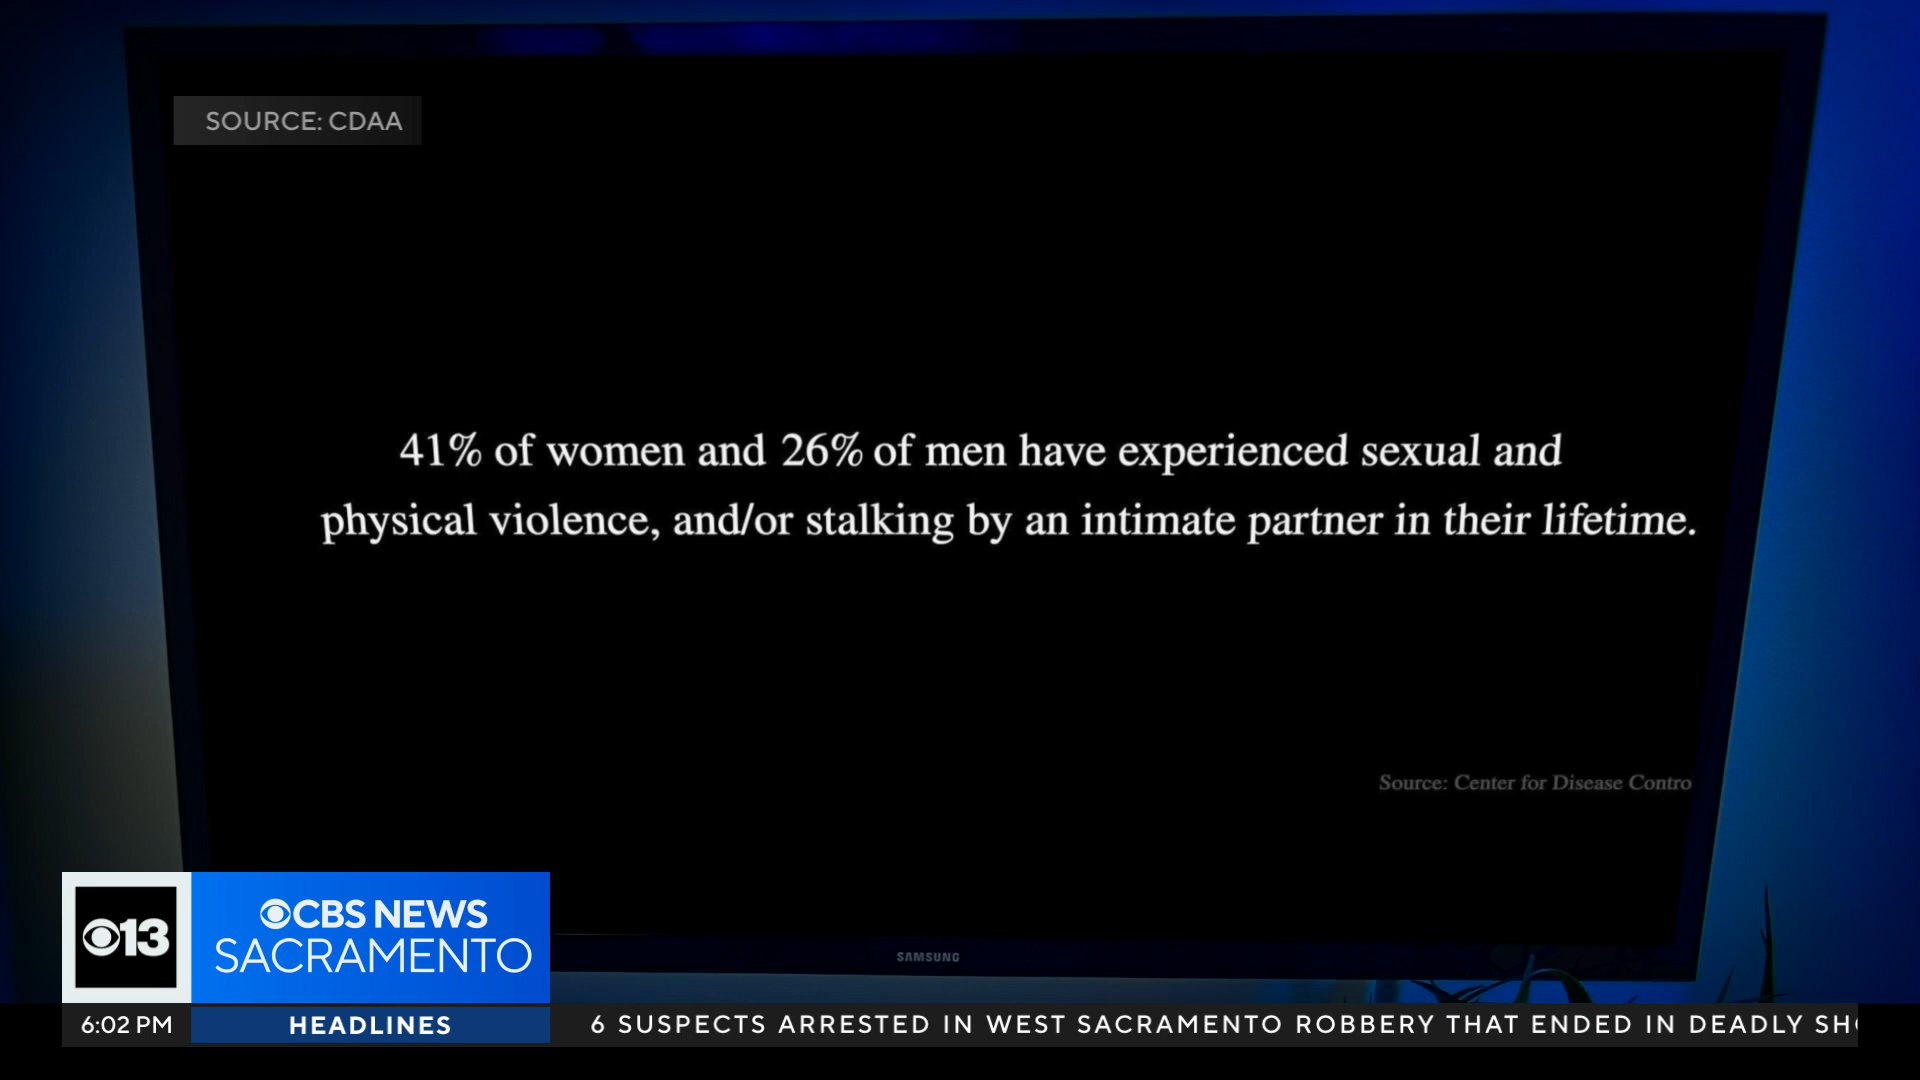 SOURCE: CDAA
41% of women and 26% of men have experienced sexual and
physical violence, and/or stalking by an intimate partner in their lifetime.
Source: Center for Disease Contro
13
CBS NEWS
SACRAMENTO
SAMSUNG
6:02 PM
HEADLINES
6 SUSPECTS ARRESTED IN WEST SACRAMENTO ROBBERY THAT ENDED IN DEADLY